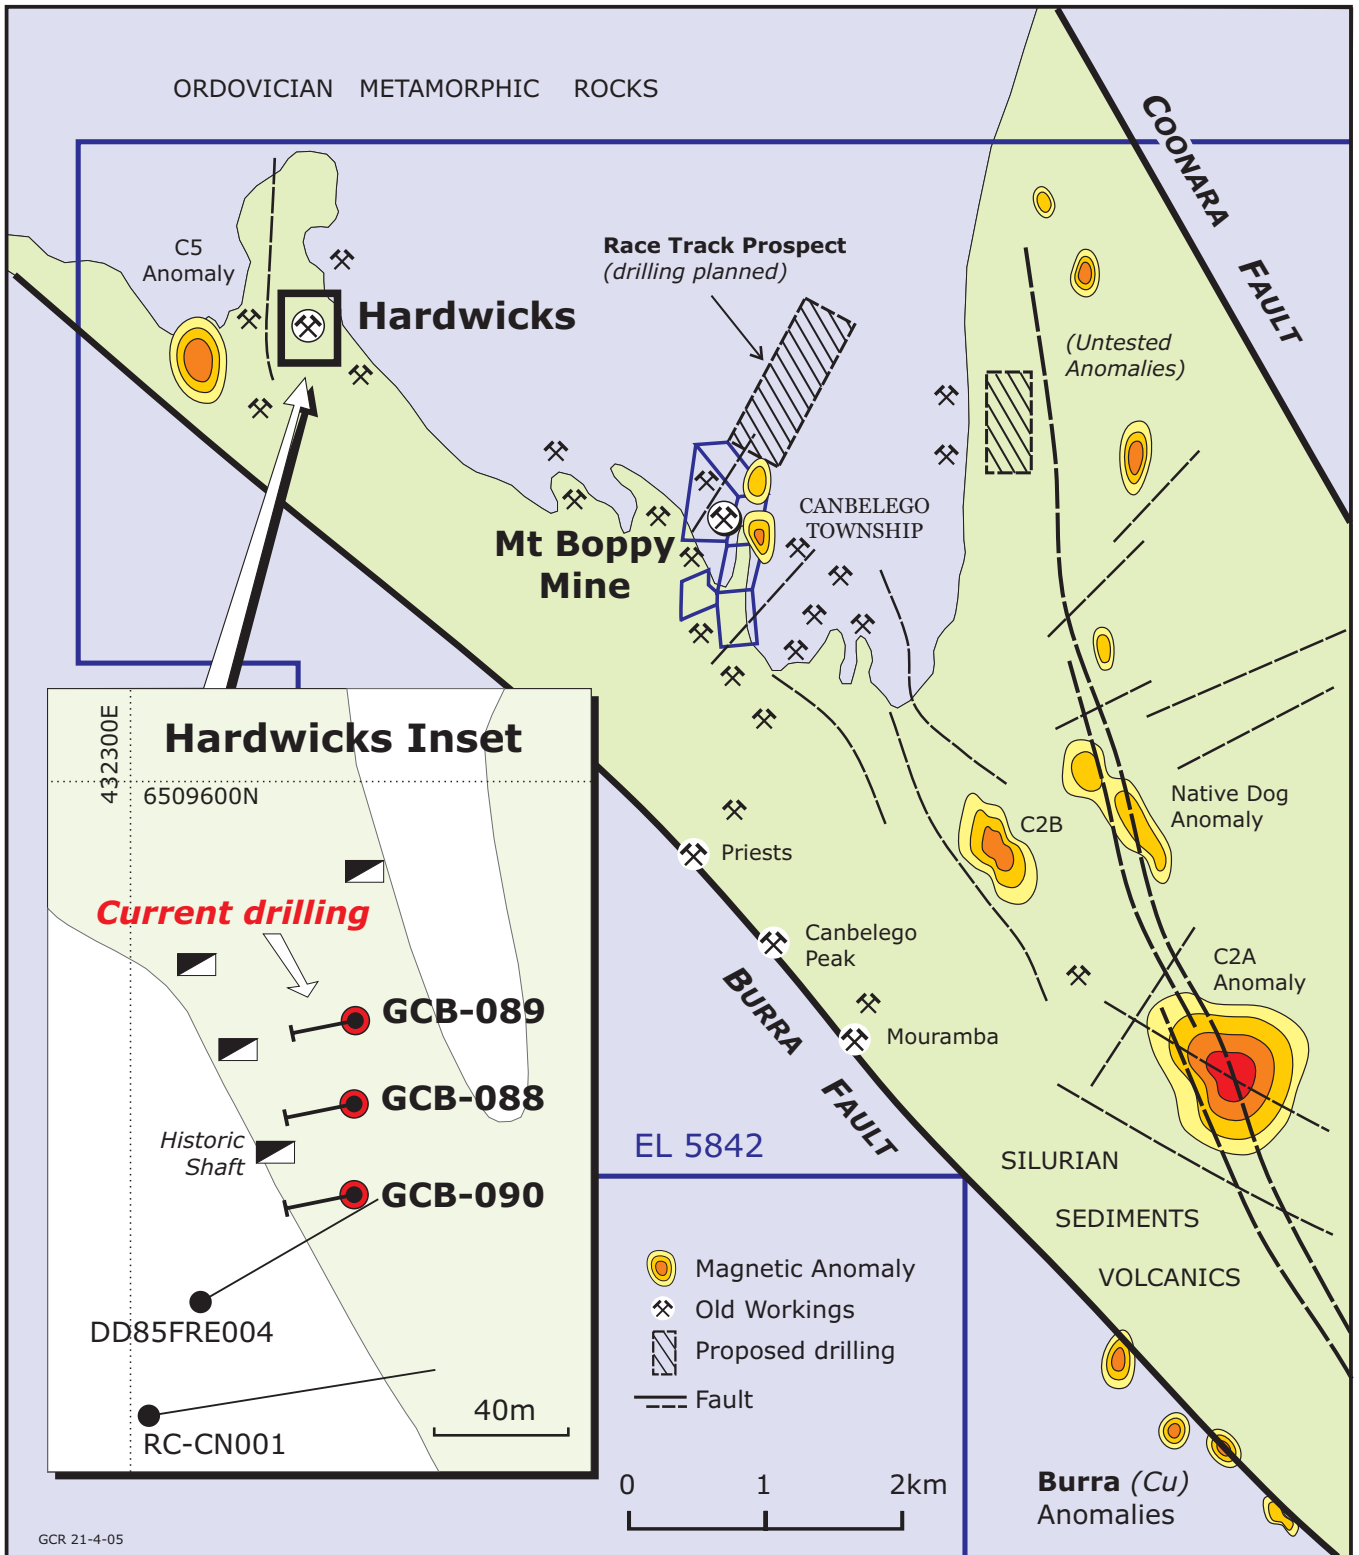 ORDOVICIAN METAMORPHIC ROCKS
COONARA FAULT
C5
Anomaly
Race Track Prospect
(drilling planned)
Hardwicks
(Untested
Anomalies)
CANBELEGO
TOWNSHIP
Mt Boppy
Mine
Hardwicks Inset
432300E
6509600N
Native Dog
Anomaly
C2B
Priests
Current drilling
Canbelego
Peak
C2A
Anomaly
BURRA FAULT
GCB-089
Mouramba
GCB-088
Historic
Shaft
EL 5842
SILURIAN
GCB-090
SEDIMENTS
VOLCANICS
Magnetic Anomaly
Old Workings
DD85FRE004
Proposed drilling
Fault
40m
RC-CN001
0 1 2km
Burra (Cu)
Anomalies
GCR 21-4-05